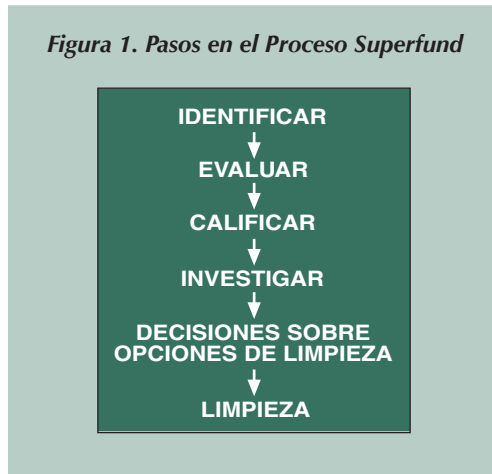 Figura 1. Pasos en el Proceso Superfund
IDENTIFICAR
EVALUAR
CALIFICAR
INVESTIGAR
DECISIONES SOBRE
OPCIONES DE LIMPIEZA
LIMPIEZA